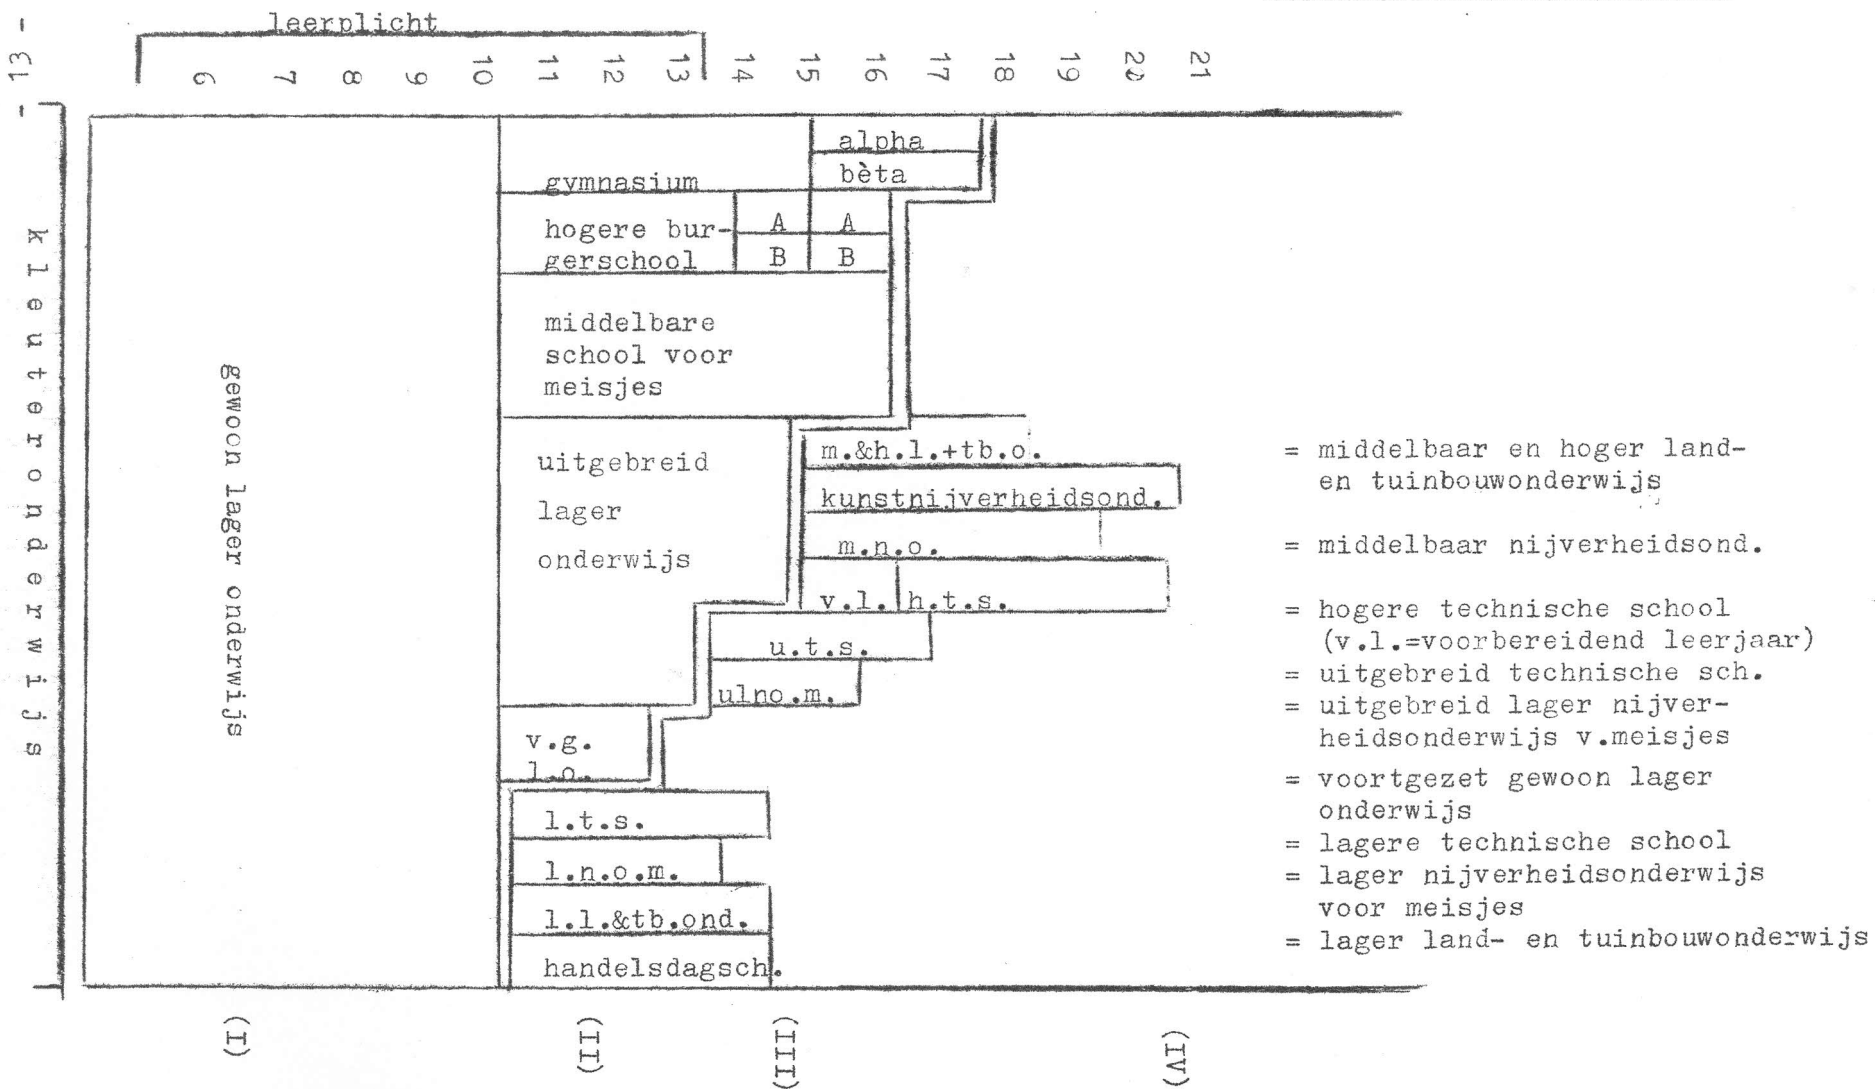 - 13 -
leerplicht
6 7 8 9 10 11 12 13 14 15 16 17 18 19 20 21
kleuteronderwijs
gewoon lager onderwijs
gymnasium
alpha
bèta
hogere bur-
gerschool
A A
B B
middelbare
school voor
meisjes
uitgebreid
lager
onderwijs
m.&h.l.+tb.o.
= middelbaar en hoger land-
en tuinbouwonderwijs
kunstnijverheidsond.
m.n.o.
= middelbaar nijverheidsond.
v.l. h.t.s.
= hogere technische school
(v.l.=voorbereidend leerjaar)
u.t.s.
= uitgebreid technische sch.
ulno.m.
= uitgebreid lager nijver-
heidsonderwijs v.meisjes
v.g.
l.o.
= voortgezet gewoon lager
onderwijs
l.t.s.
= lagere technische school
l.n.o.m.
= lager nijverheidsonderwijs
voor meisjes
l.l.&tb.ond.
= lager land- en tuinbouwonderwijs
handelsdagsch.
(I) (II) (III) (IV)